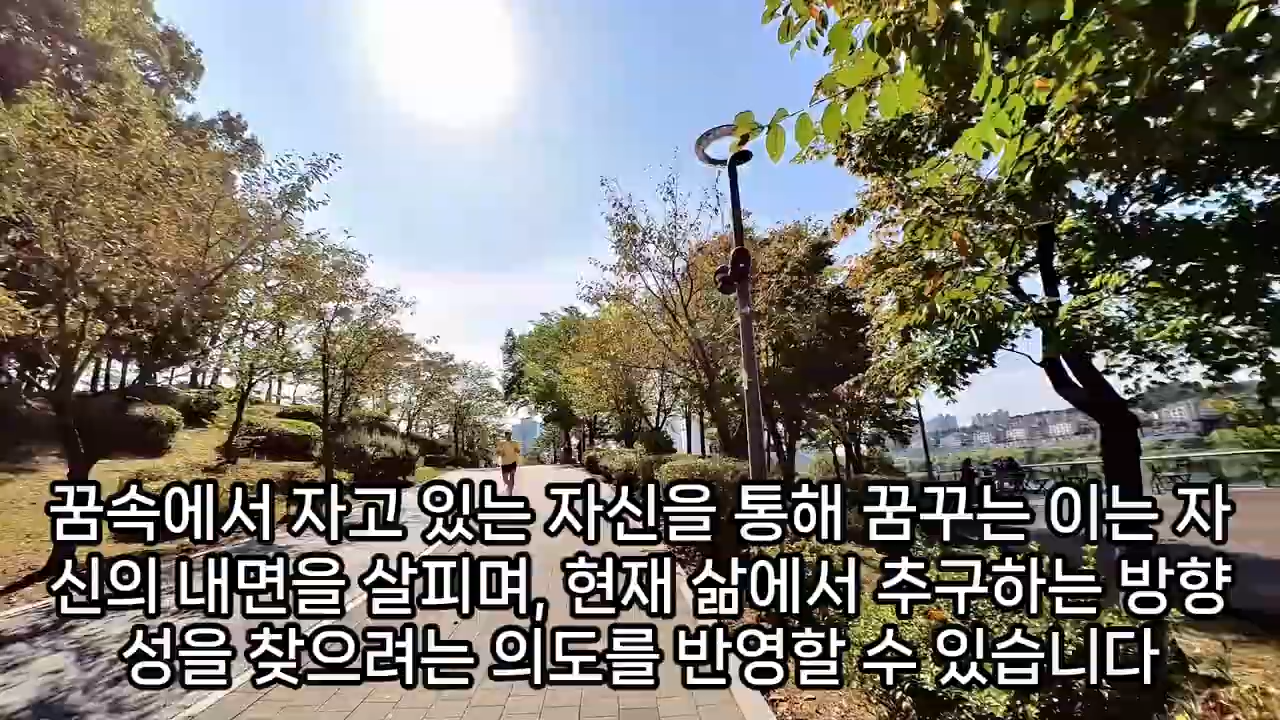 꿈속에서 자고 있는 자신을 통해 꿈꾸는 이는 자
신의 내면을 살피며, 현재 삶에서 추구하는 방향
성을 찾으려는 의도를 반영할 수 있습니다